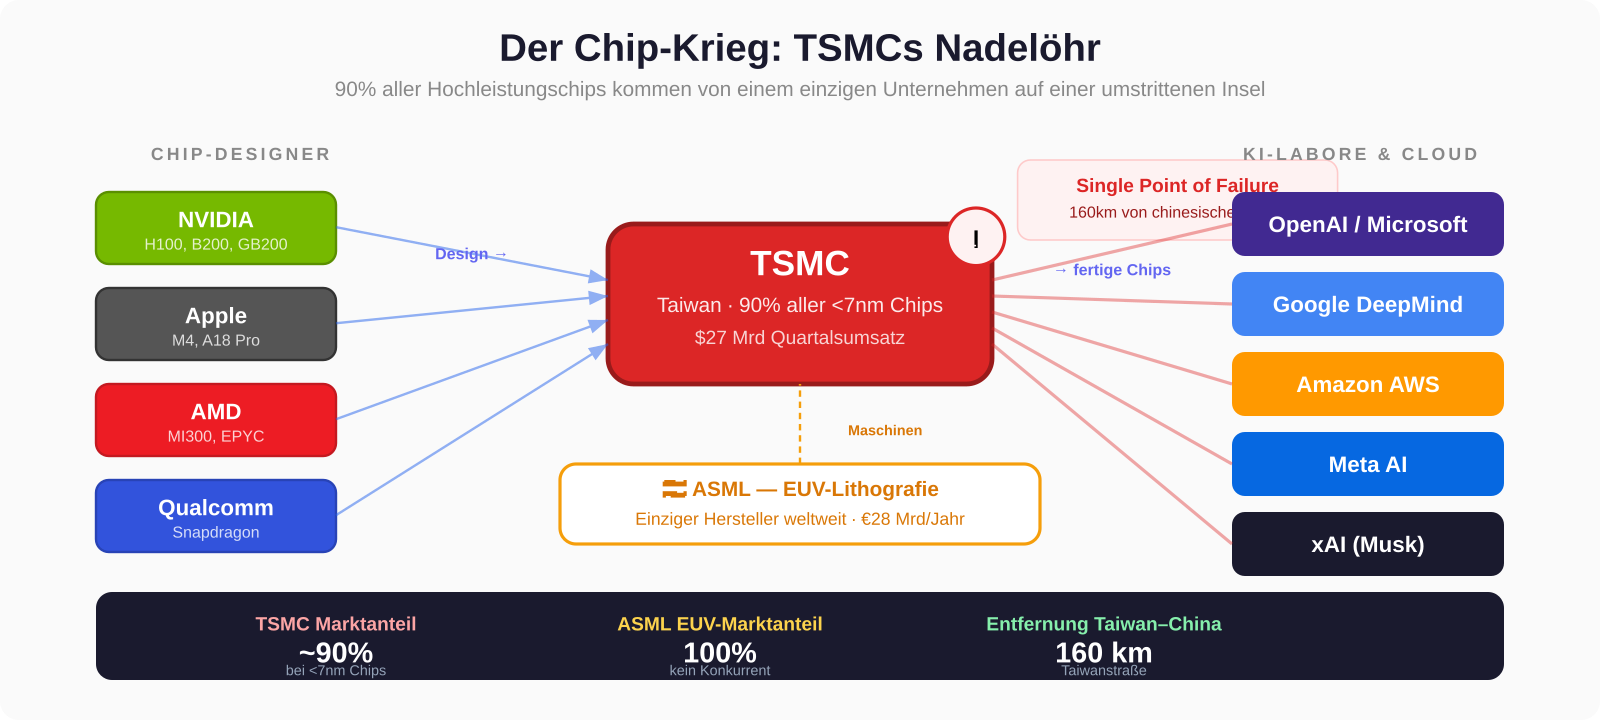 Der Chip-Krieg: TSMCs Nadelöhr
90% aller Hochleistungschips kommen von einem einzigen Unternehmen auf einer umstrittenen Insel
CHIP-DESIGNER
NVIDIA
H100, B200, GB200
Apple
M4, A18 Pro
AMD
MI300, EPYC
Qualcomm
Snapdragon
Design →
TSMC
Taiwan · 90% aller <7nm Chips
$27 Mrd Quartalsumsatz
!
Single Point of Failure
160km von chinesische
→ fertige Chips
Maschinen
ASML — EUV-Lithografie
Einziger Hersteller weltweit · €28 Mrd/Jahr
KI-LABORE & CLOUD
OpenAI / Microsoft
Google DeepMind
Amazon AWS
Meta AI
xAI (Musk)
TSMC Marktanteil
~90%
bei <7nm Chips
ASML EUV-Marktanteil
100%
kein Konkurrent
Entfernung Taiwan–China
160 km
Taiwanstraße